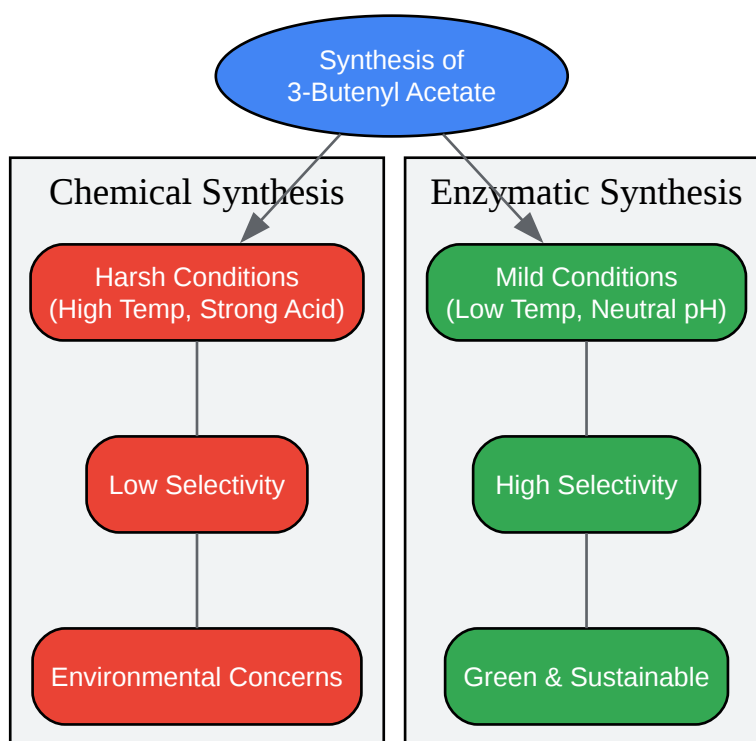 Synthesis of
3-Butenyl Acetate
Chemical Synthesis
Harsh Conditions
(High Temp, Strong Acid)
Low Selectivity
Environmental Concerns
Enzymatic Synthesis
Mild Conditions
(Low Temp, Neutral pH)
High Selectivity
Green & Sustainable